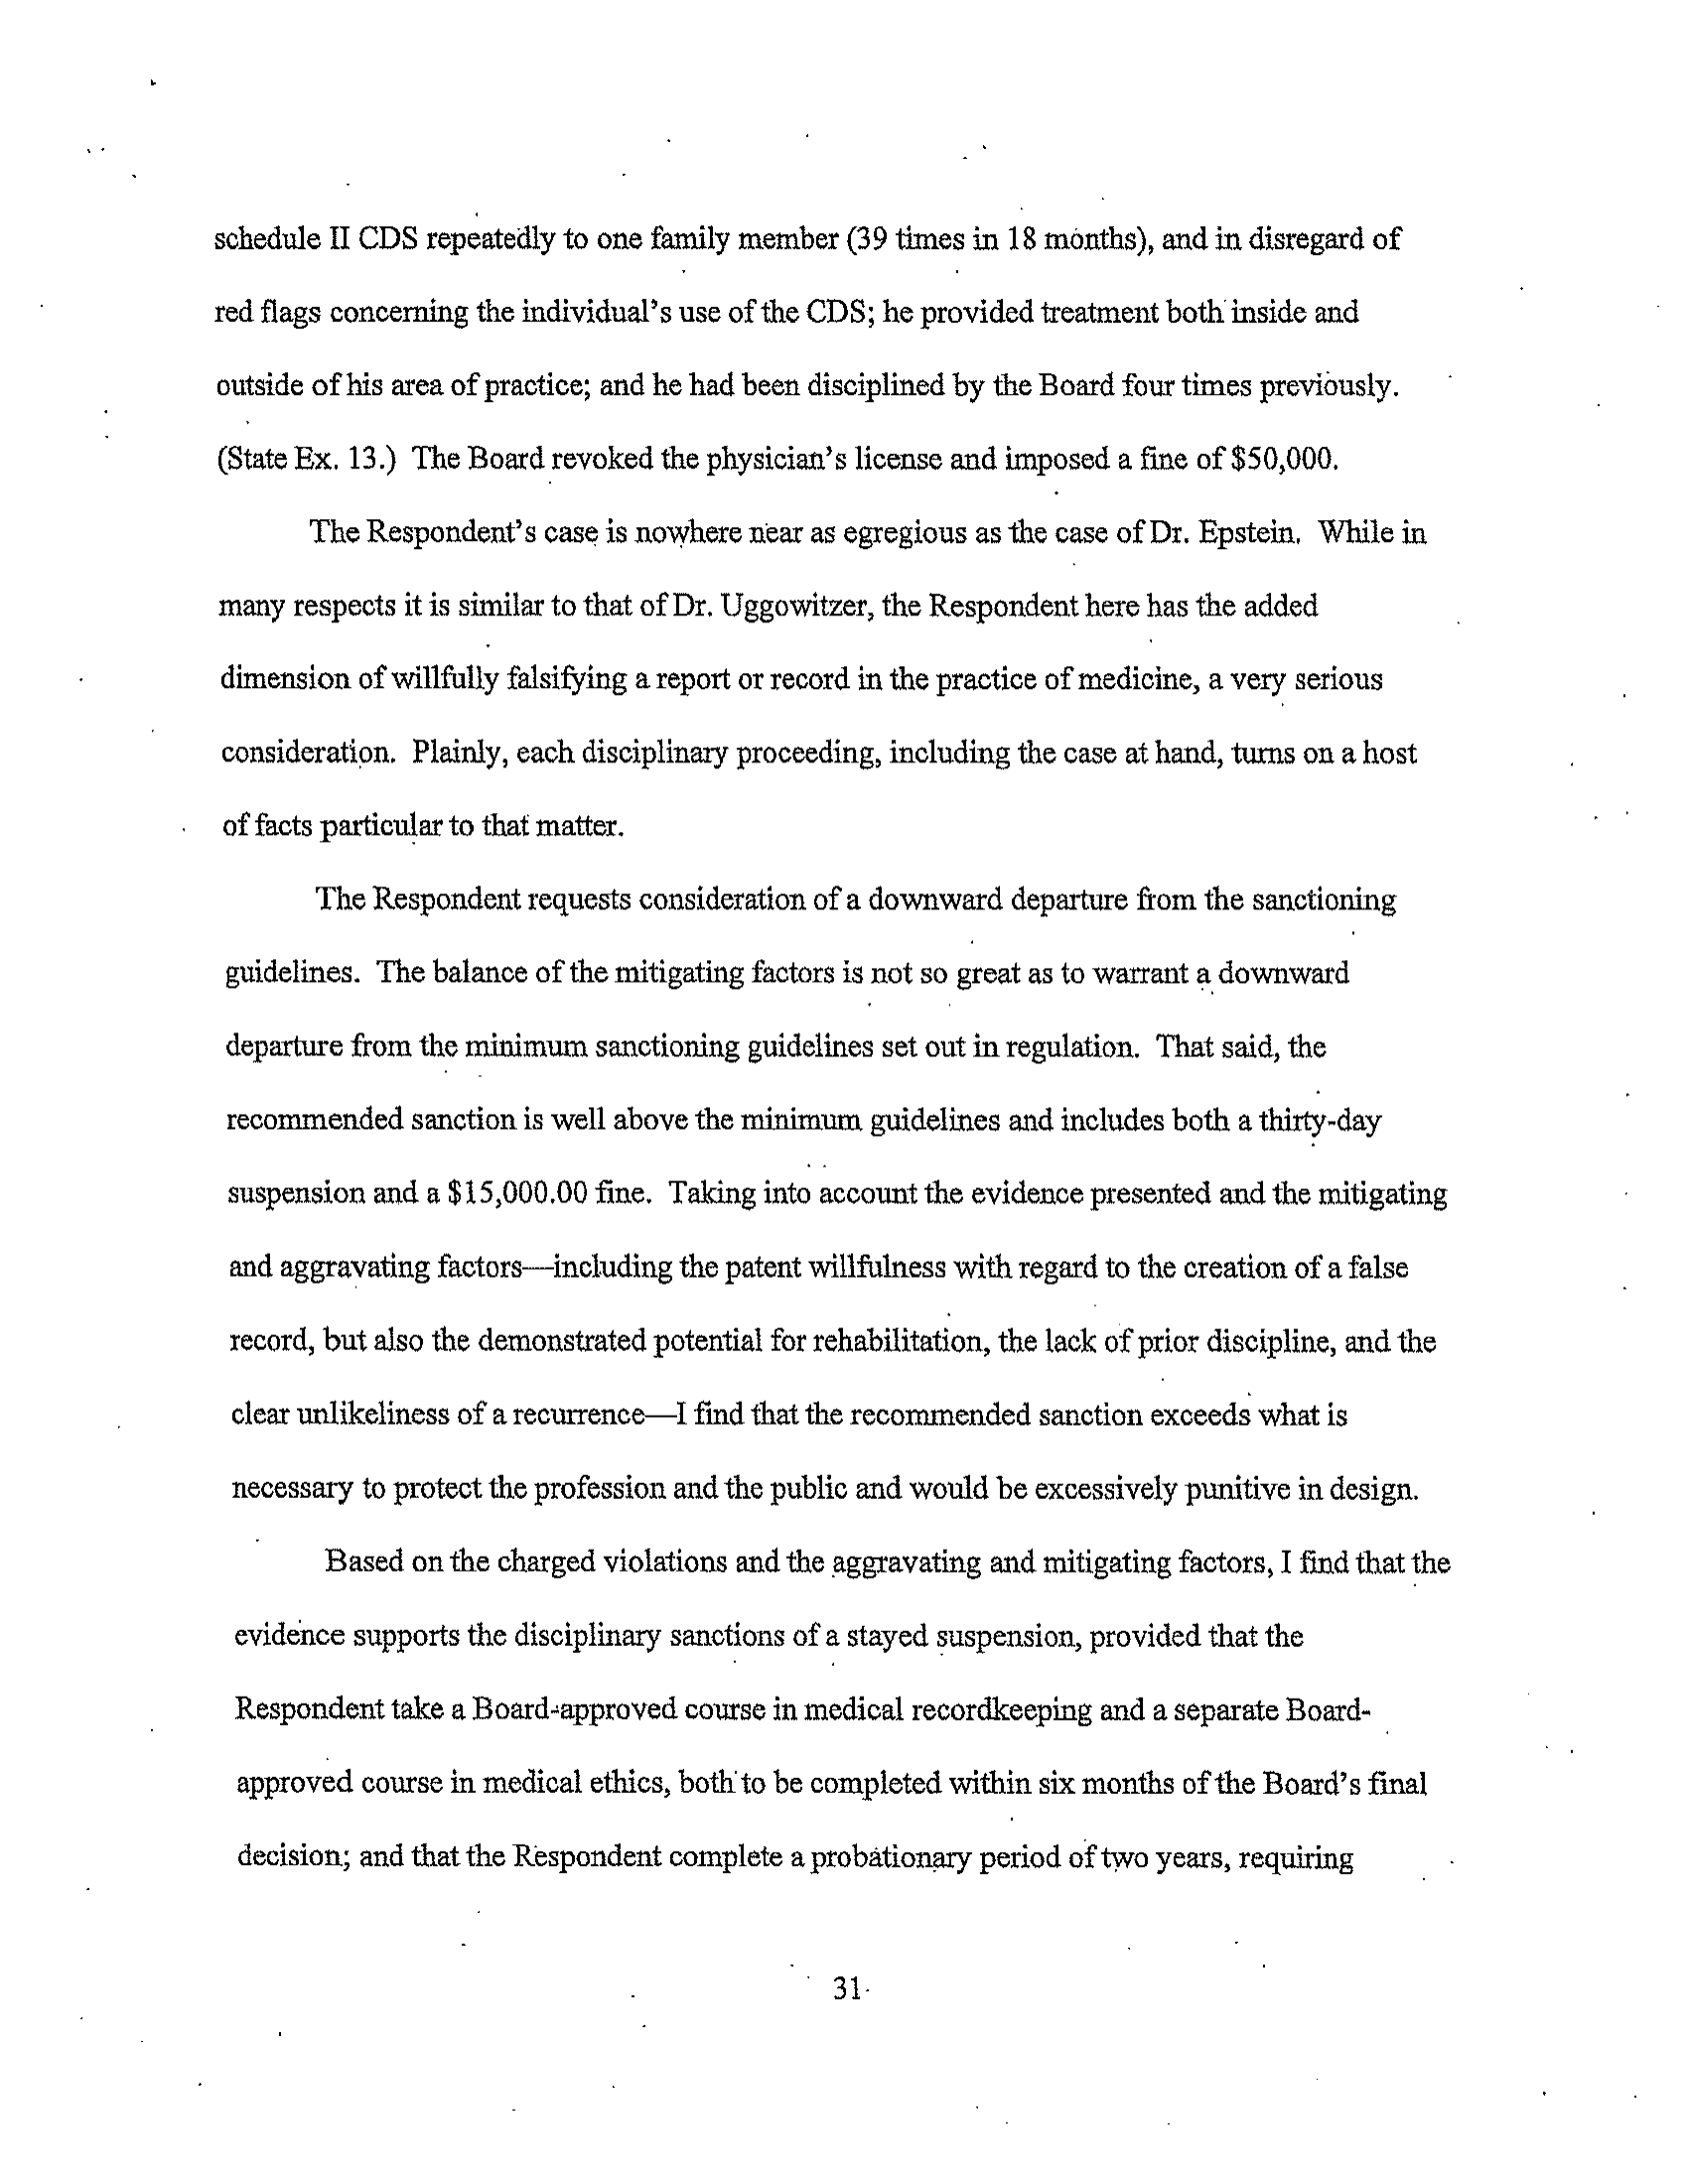 schedule II CDS repeatedly to one family member (39 times in 18 months), and in disregard of
red flags concerning the individual's use of the CDS; he provided treatment both inside and
outside of his area of practice; and he had been disciplined by the Board four times previously.
(State Ex. 13.) The Board revoked the physician's license and imposed a fine of $50,000.
The Respondent's case is nowhere near as egregious as the case of Dr. Epstein. While in
many respects it is similar to that of Dr. Uggowitzer, the Respondent here has the added
dimension of willfully falsifying a report or record in the practice of medicine, a very serious
consideration. Plainly, each disciplinary proceeding, including the case at hand, turns on a host
of facts particular to that matter.
The Respondent requests consideration of a downward departure from the sanctioning
guidelines. The balance of the mitigating factors is not so great as to warrant a downward
departure from the minimum sanctioning guidelines set out in regulation. That said, the
recommended sanction is well above the minimum guidelines and includes both a thirty-day
suspension and a $15,000.00 fine. Taking into account the evidence presented and the mitigating
and aggravating factors—including the patent willfulness with regard to the creation of a false
record, but also the demonstrated potential for rehabilitation, the lack of prior discipline, and the
clear unlikeliness of a recurrence—I find that the recommended sanction exceeds what is
necessary to protect the profession and the public and would be excessively punitive in design.
Based on the charged violations and the aggravating and mitigating factors, I find that the
evidence supports the disciplinary sanctions of a stayed suspension, provided that the
Respondent take a Board-approved course in medical recordkeeping and a separate Board-
approved course in medical ethics, both to be completed within six months of the Board's final
decision; and that the Respondent complete a probationary period of two years, requiring
31